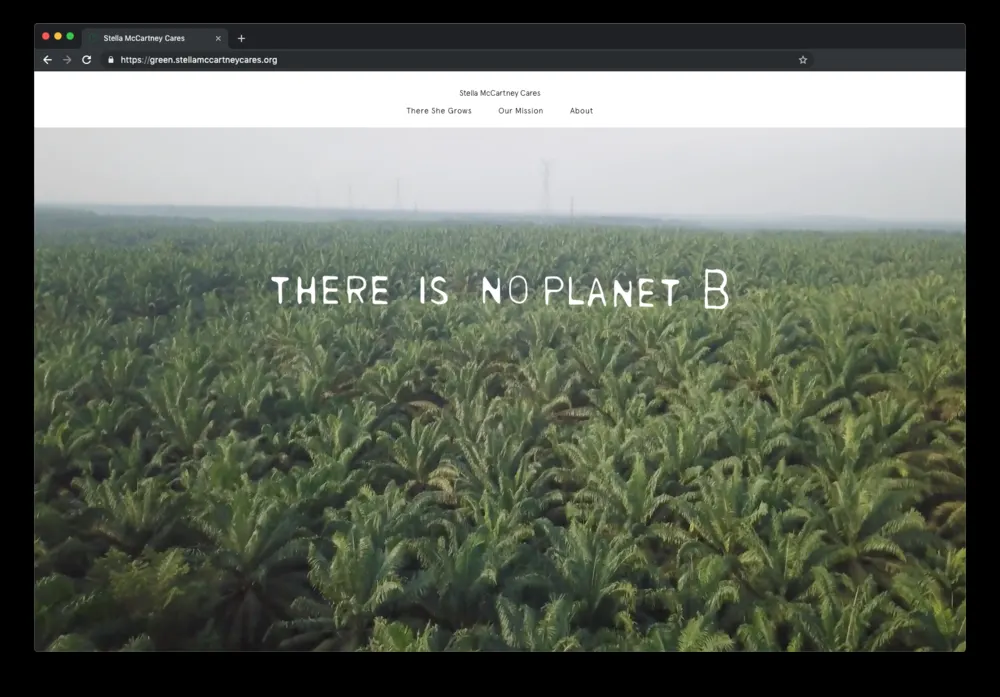 Stella McCartney Cares
https://green.stellamccartneycares.org
Stella McCartney Cares
There She Grows
Our Mission
About
THERE IS NO PLANET B